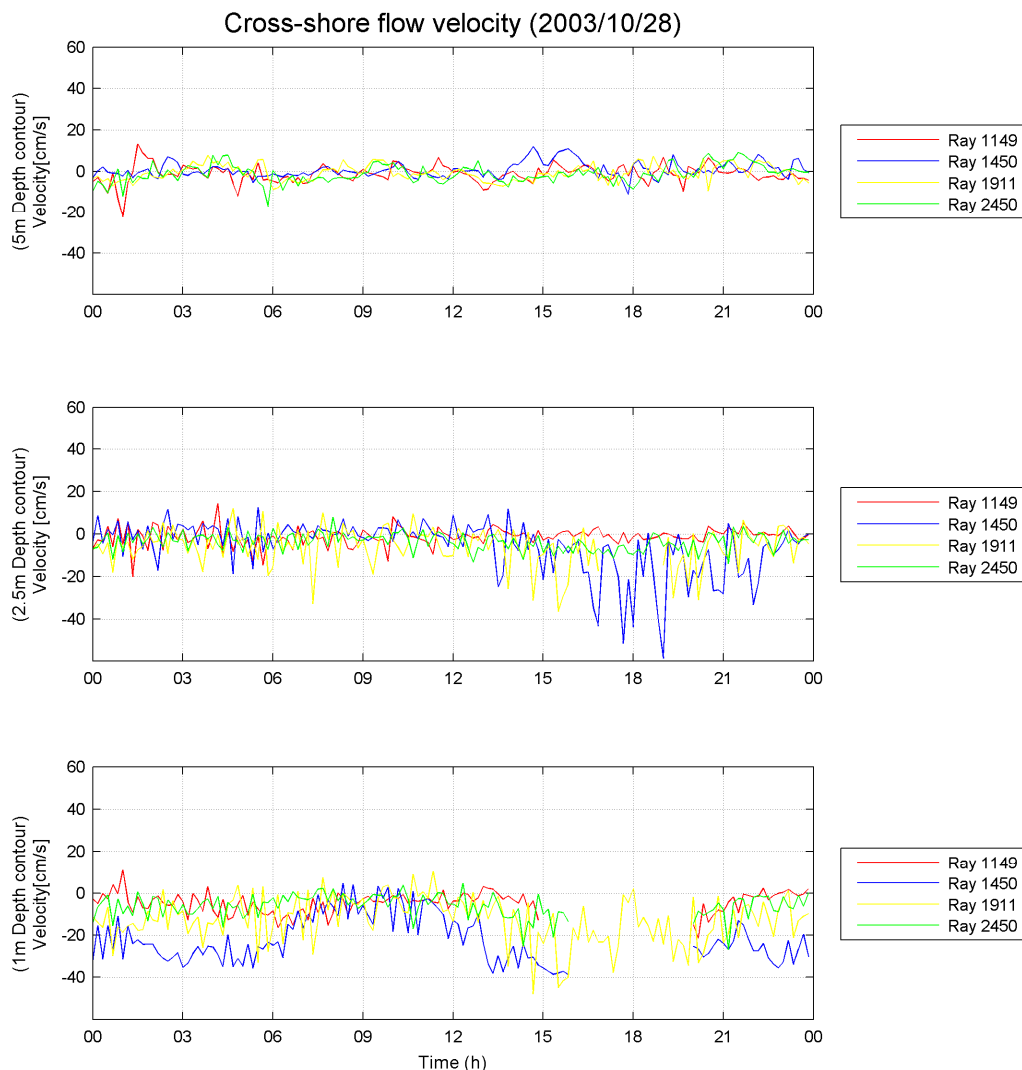 Cross-shore flow velocity (2003/10/28)
(5m Depth contour)
Velocity[cm/s]
60
40
20
0
-20
-40
00 03 06 09 12 15 18 21 00
Ray 1149
Ray 1450
Ray 1911
Ray 2450
(2.5m Depth contour)
Velocity [cm/s]
60
40
20
0
-20
-40
00 03 06 09 12 15 18 21 00
Ray 1149
Ray 1450
Ray 1911
Ray 2450
(1m Depth contour)
Velocity[cm/s]
60
40
20
0
-20
-40
00 03 06 09 12 15 18 21 00
Time (h)
Ray 1149
Ray 1450
Ray 1911
Ray 2450